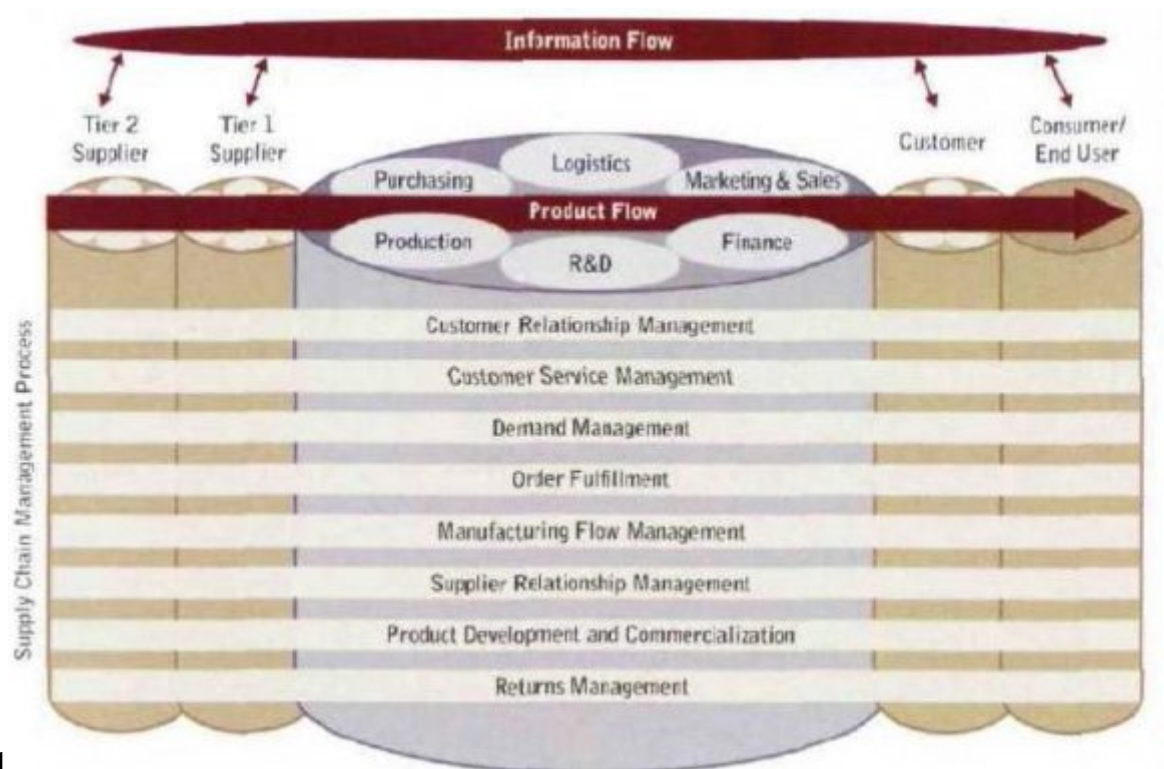 Information Flow
Tier 2
Supplier
Tier 1
Supplier
Customer
Consumer/
End User
Logistics
Purchasing
Marketing & Sales
Product Flow
Production
Finance
R&D
Supply Chain Management Process
Customer Relationship Management
Customer Service Management
Demand Management
Order Fulfillment
Manufacturing Flow Management
Supplier Relationship Management
Product Development and Commercialization
Returns Management